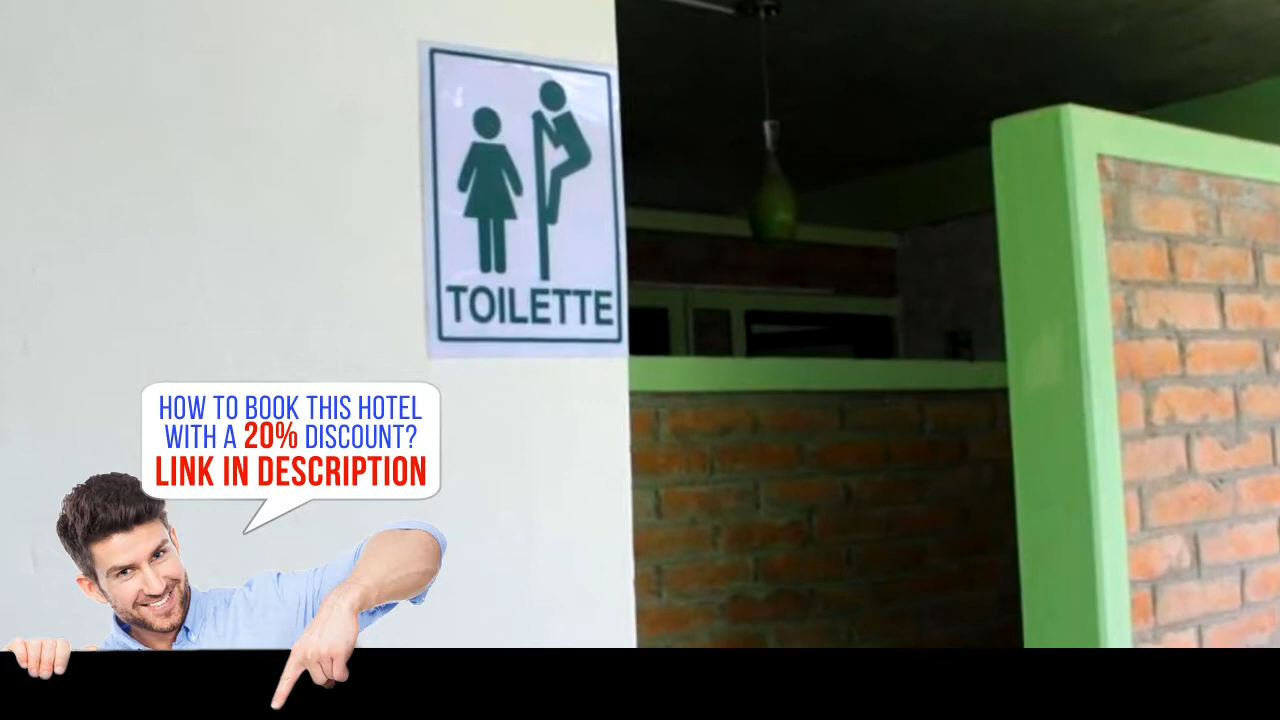 TOILETTE
HOW TO BOOK THIS HOTEL
WITH A 20% DISCOUNT?
LINK IN DESCRIPTION